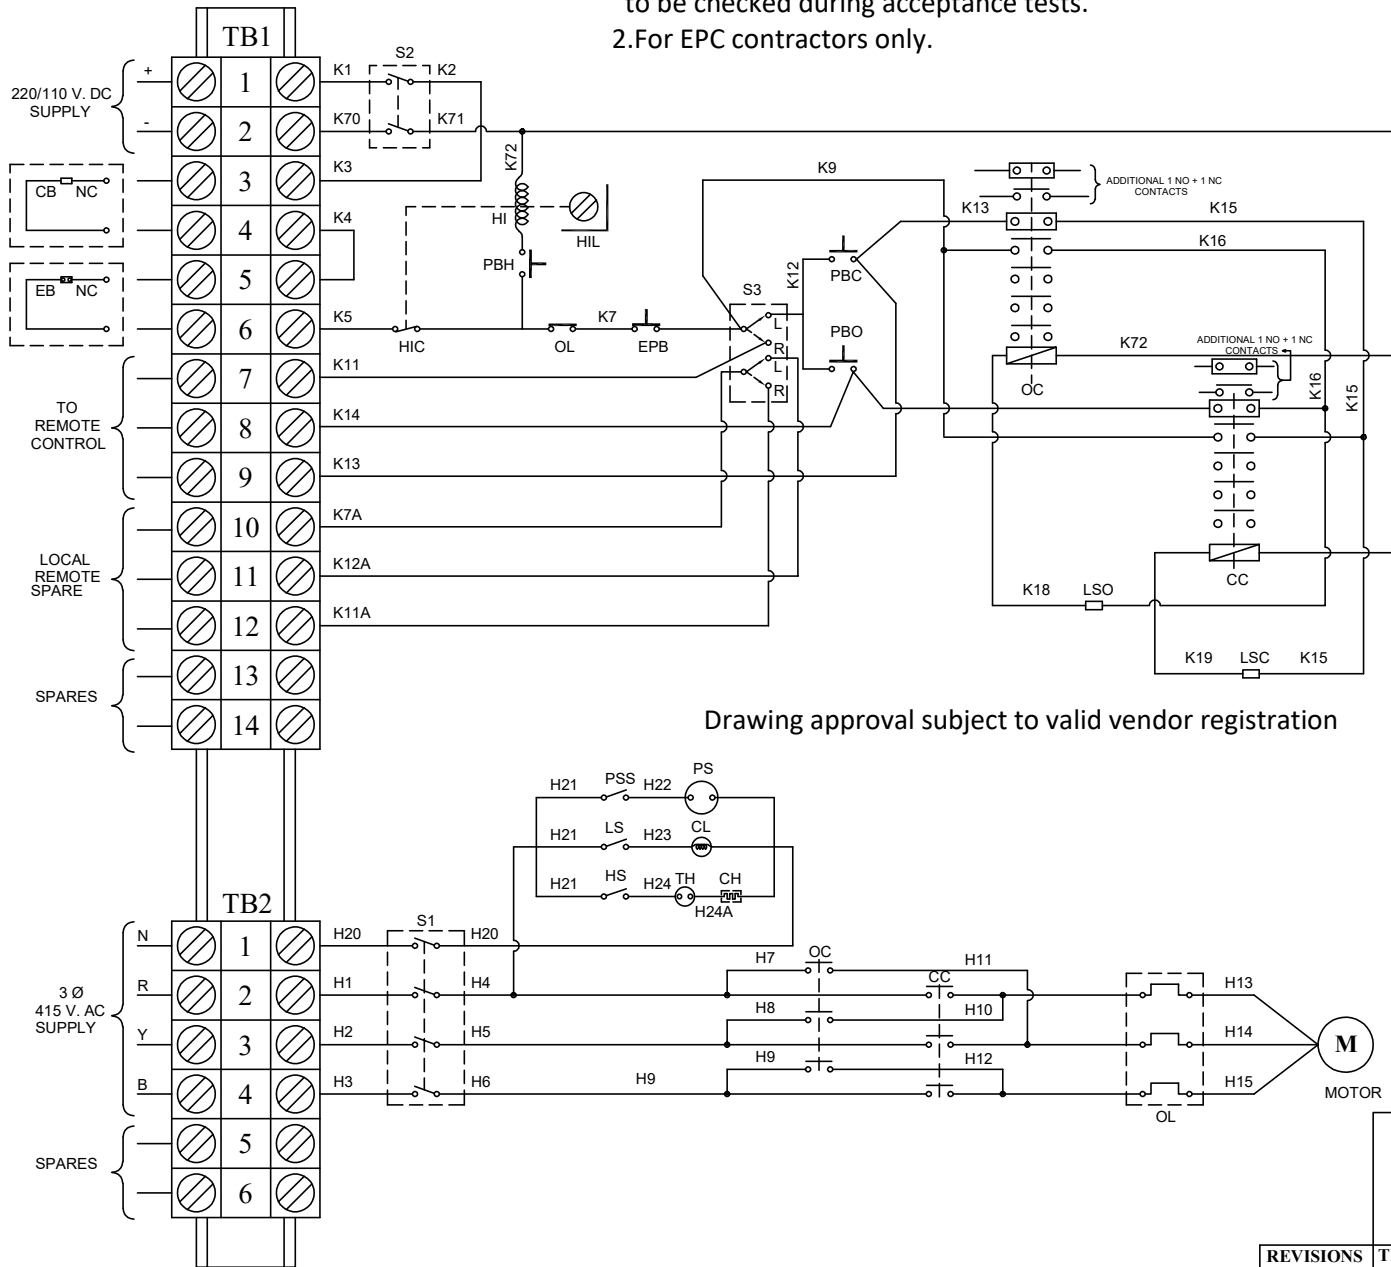 to be checked during acceptance tests.
2.For EPC contractors only.
TB1
220/110 V. DC
SUPPLY
+
-
1
2
3
4
5
6
7
8
9
10
11
12
13
14
CB NC
EB NC
TO
REMOTE
CONTROL
LOCAL
REMOTE
SPARE
SPARES
K1
S2
K2
K70
K71
K3
K4
K5
K11
K14
K13
K7A
K12A
K11A
K72
HI
HIL
PBH
HIC
OL
K7
EPB
S3
L
R
L
R
K9
K12
PBC
PBO
K13
ADDITIONAL 1 NO + 1 NC
CONTACTS
K15
K16
K72
OC
ADDITIONAL 1 NO + 1 NC
CONTACTS
K16
K15
CC
K18
LSO
K19
LSC
K15
Drawing approval subject to valid vendor registration
H21
PSS
H22
PS
H21
LS
H23
CL
H21
HS
H24
TH
CH
H24A
TB2
N
R
Y
B
3 Ø
415 V. AC
SUPPLY
SPARES
1
2
3
4
5
6
H20
S1
H20
H1
H4
H2
H5
H3
H6
H9
H7
OC
H11
CC
H8
H10
H9
H12
H13
H14
H15
OL
M
MOTOR
REVISIONS
T